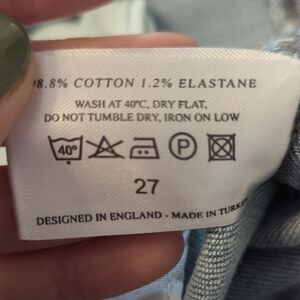 98.8% COTTON 1.2% ELASTANE
WASH AT 40°C, DRY FLAT,
DO NOT TUMBLE DRY, IRON ON LOW
40° P
27
DESIGNED IN ENGLAND - MADE IN TURKEY